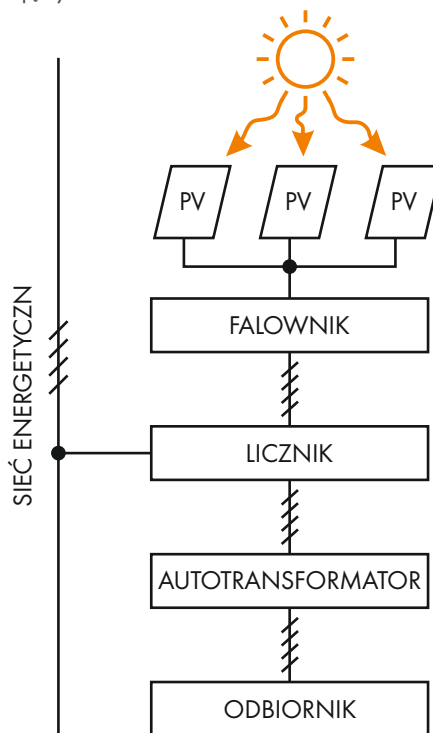 PV PV PV
FALOWNIK
SIEĆ ENERGETYCZN
LICZNIK
AUTOTRANSFORMATOR
ODBIORNIK